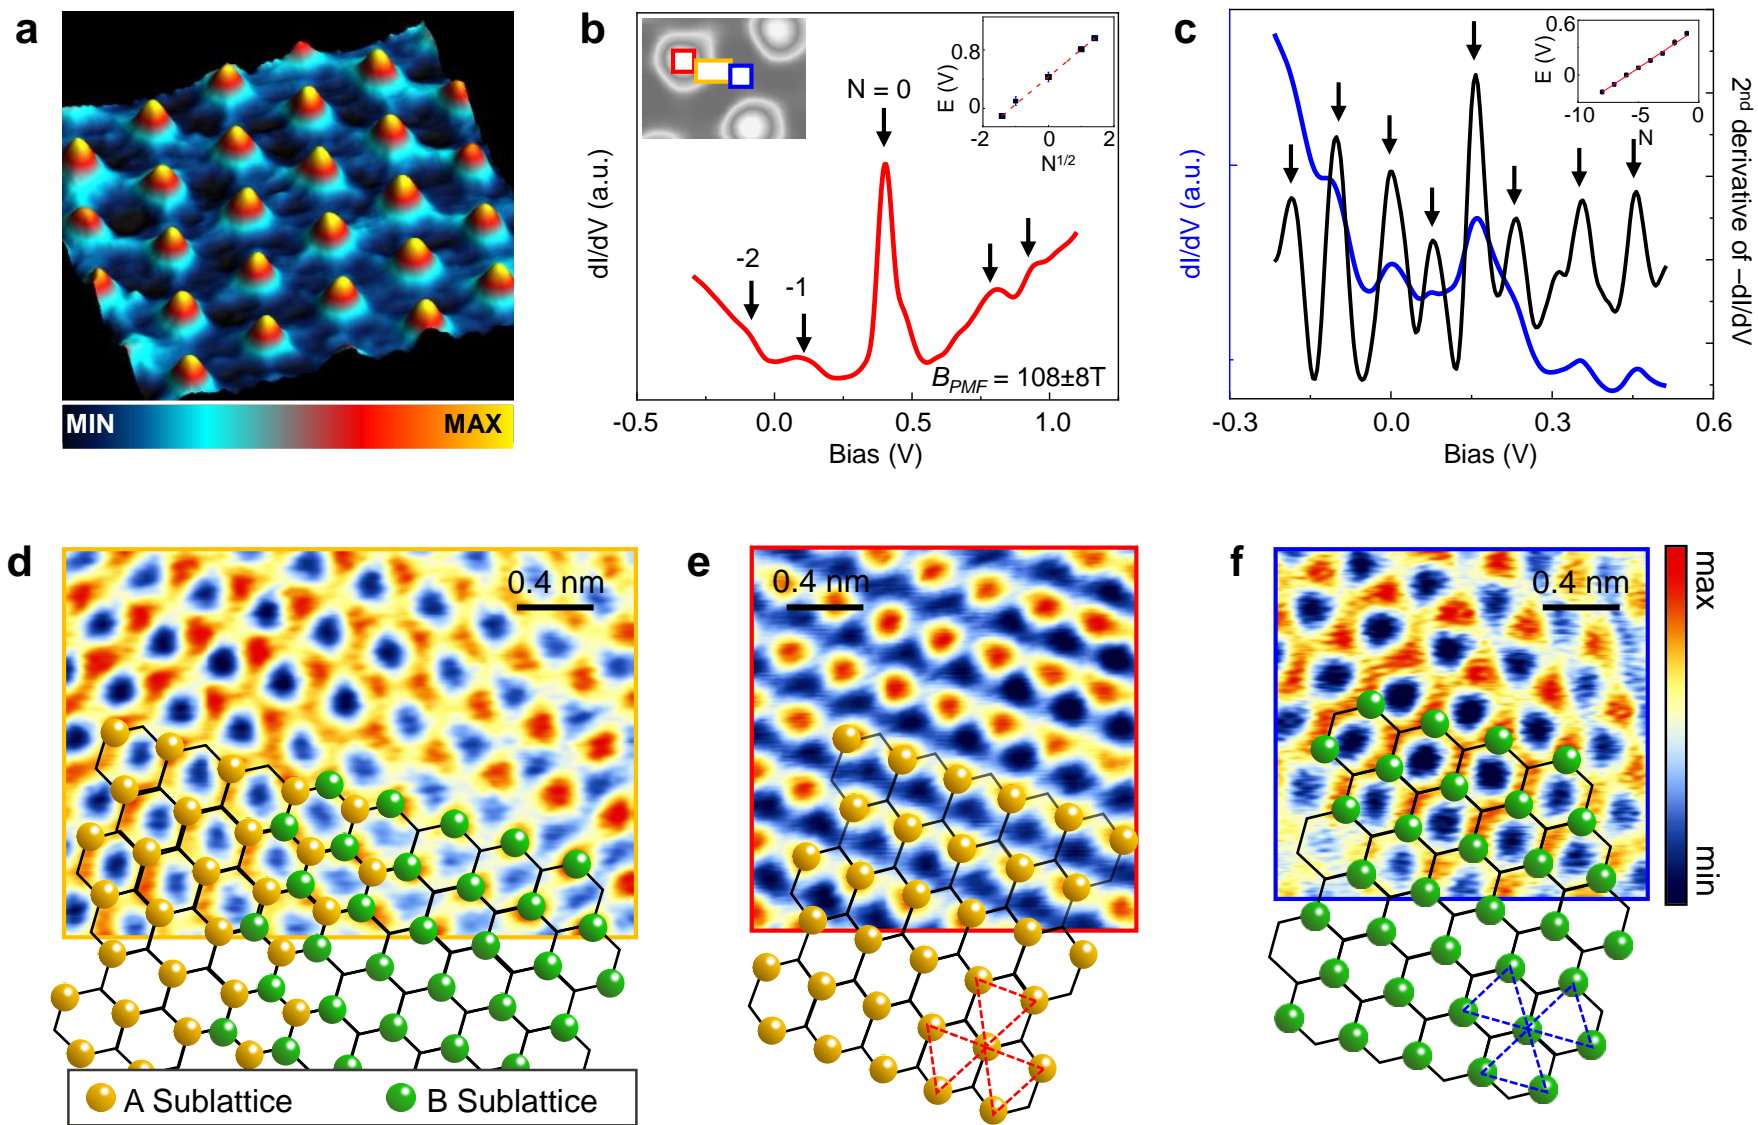 a
MIN
MAX
b
N = 0
-2
-1
dI/dV (a.u.)
B_PMF = 108±8T
-0.5
0.0
0.5
1.0
Bias (V)
E (V)
0.8
0
-2
0
2
N^1/2
c
dI/dV (a.u.)
2nd derivative of –dI/dV
-0.3
0.0
0.3
0.6
Bias (V)
E (V)
0.6
0
-10
-5
0
N
d
0.4 nm
e
0.4 nm
f
0.4 nm
max
min
A Sublattice
B Sublattice